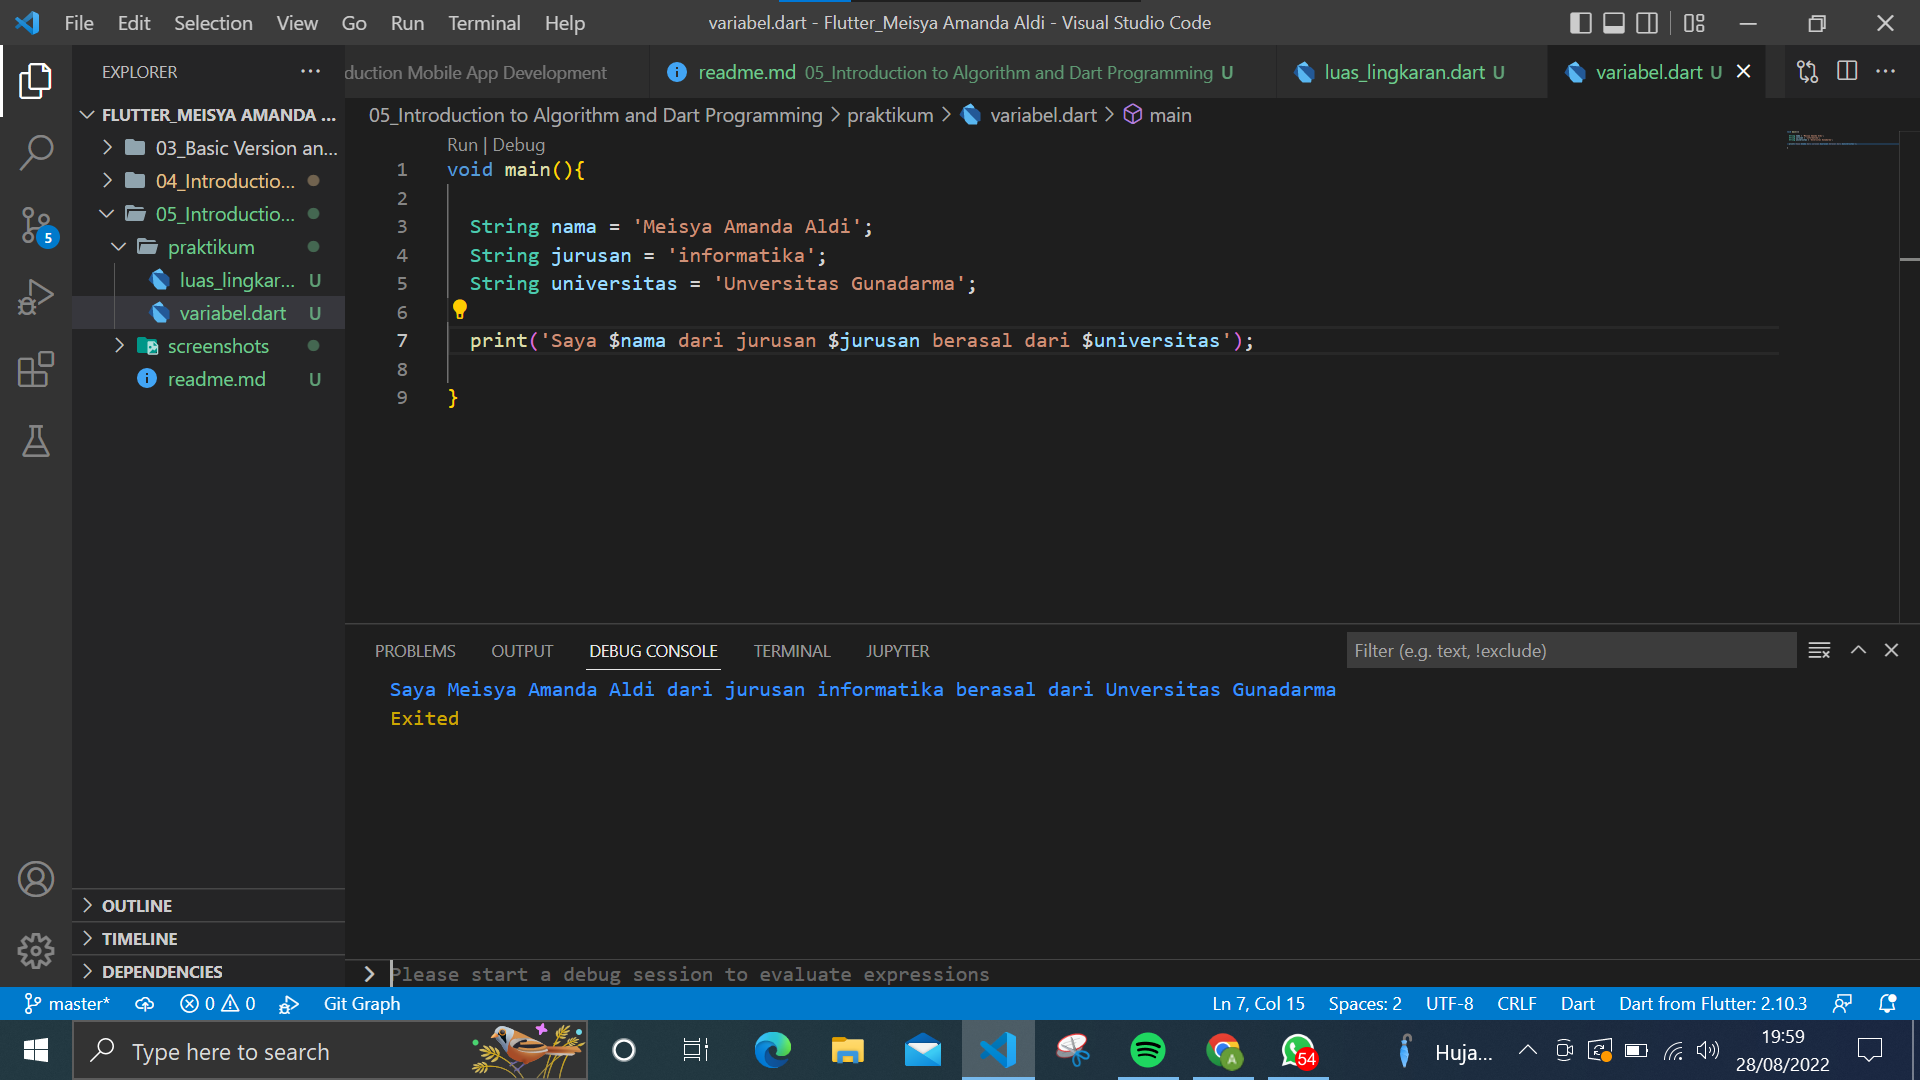 File Edit Selection View Go Run Terminal Help
variabel.dart - Flutter_Meisya Amanda Aldi - Visual Studio Code
EXPLORER
duction Mobile App Development
readme.md 05_Introduction to Algorithm and Dart Programming U
luas_lingkaran.dart U
variabel.dart U
FLUTTER_MEISYA AMANDA ...
03_Basic Version an...
04_Introductio...
05_Introductio...
praktikum
luas_lingkar... U
variabel.dart U
screenshots
readme.md U
5
05_Introduction to Algorithm and Dart Programming > praktikum > variabel.dart > main
Run | Debug
1 void main(){
2
3 String nama = 'Meisya Amanda Aldi';
4 String jurusan = 'informatika';
5 String universitas = 'Unversitas Gunadarma';
6
7 print('Saya $nama dari jurusan $jurusan berasal dari $universitas');
8
9 }
PROBLEMS OUTPUT DEBUG CONSOLE TERMINAL JUPYTER
Filter (e.g. text, !exclude)
Saya Meisya Amanda Aldi dari jurusan informatika berasal dari Unversitas Gunadarma
Exited
OUTLINE
TIMELINE
DEPENDENCIES
Please start a debug session to evaluate expressions
master* 0 0 Git Graph
Ln 7, Col 15 Spaces: 2 UTF-8 CRLF Dart Dart from Flutter: 2.10.3
Type here to search
A
54
Huja...
19:59
28/08/2022